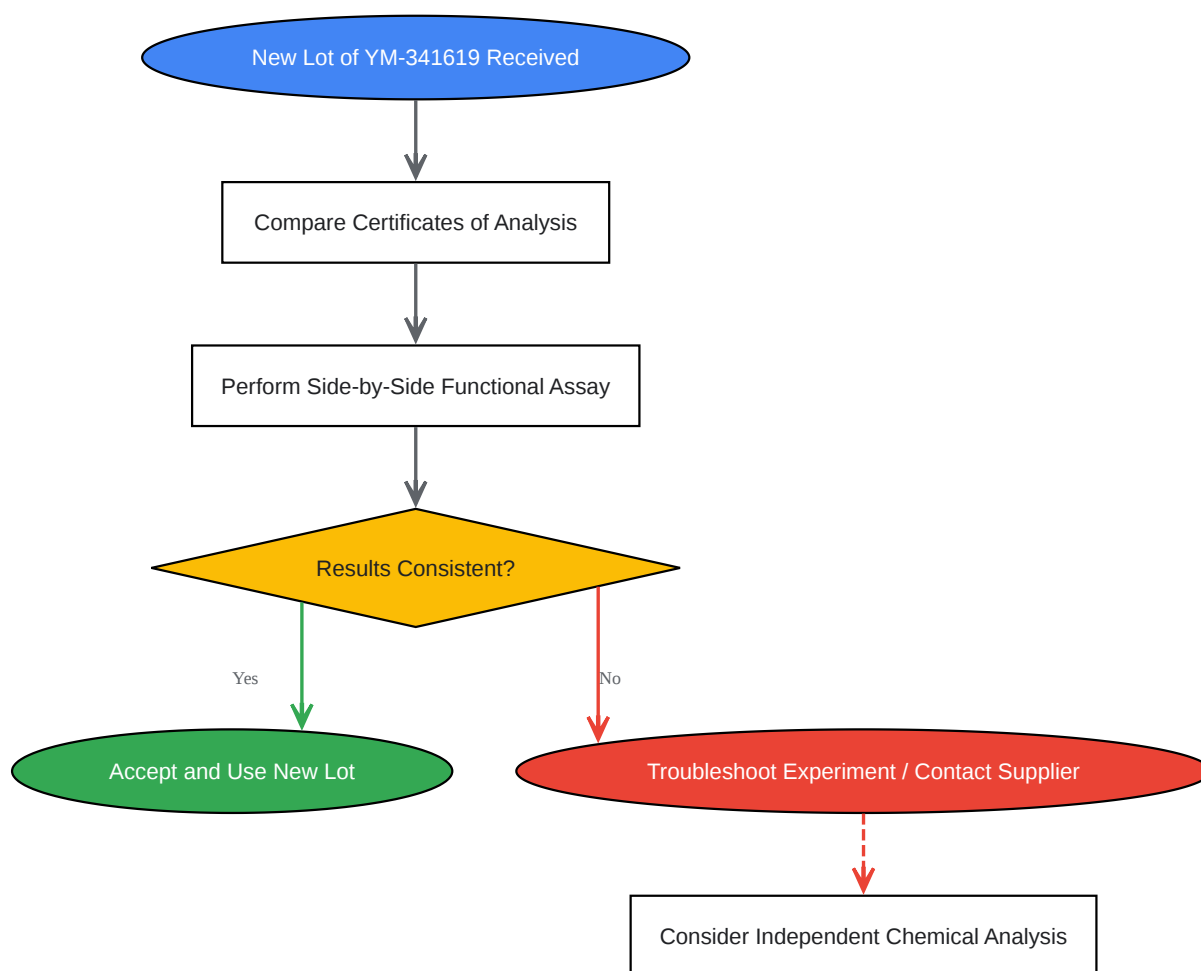 New Lot of YM-341619 Received
Compare Certificates of Analysis
Perform Side-by-Side Functional Assay
Results Consistent?
Yes
No
Accept and Use New Lot
Troubleshoot Experiment / Contact Supplier
Consider Independent Chemical Analysis